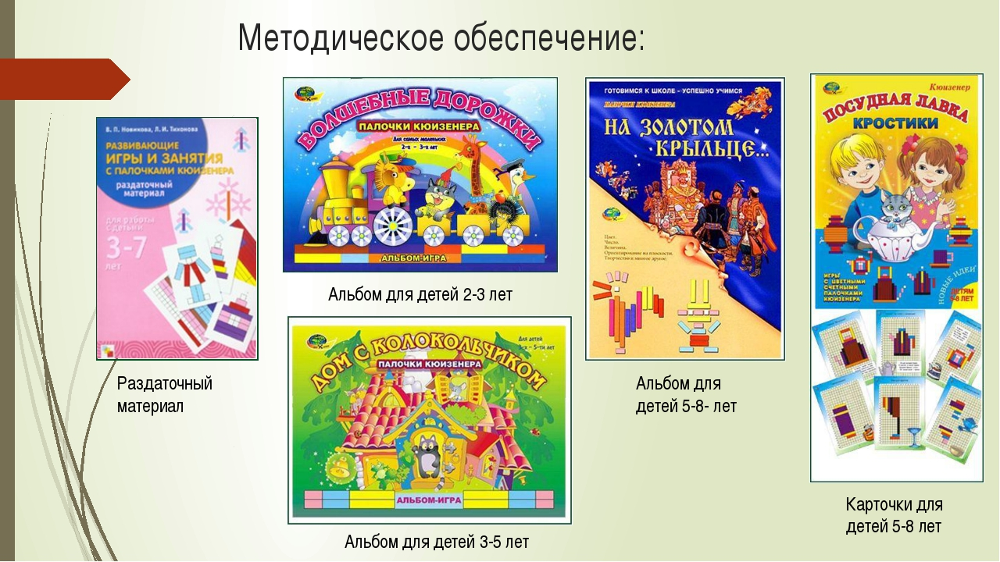 Методическое обеспечение:
В. П. Новикова, Л. И. Тихонова
РАЗВИВАЮЩИЕ
ИГРЫ И ЗАНЯТИЯ
С ПАЛОЧКАМИ КЮИЗЕНЕРА
раздаточный
материал
для работы
с детьми
3-7
лет
Раздаточный
материал
ВОЛШЕБНЫЕ ДОРОЖКИ
ПАЛОЧКИ КЮИЗЕНЕРА
Для самых маленьких
2-х - 3-х лет
АЛЬБОМ-ИГРА
Альбом для детей 2-3 лет
ДОМ С КОЛОКОЛЬЧИКОМ
Для детей
3-х - 5-ти лет
ПАЛОЧКИ КЮИЗЕНЕРА
АЛЬБОМ-ИГРА
Альбом для детей 3-5 лет
ГОТОВИМСЯ К ШКОЛЕ - УСПЕШНО УЧИМСЯ
ПАЛОЧКИ КЮИЗЕНЕРА
НА ЗОЛОТОМ
КРЫЛЬЦЕ...
Цвет.
Число.
Величина.
Ориентирование на плоскости.
Творчество и многое другое.
Альбом для
детей 5-8- лет
Кюизенер
ПОСУДНАЯ ЛАВКА
КРОСТИКИ
ИГРЫ
С ЦВЕТНЫМИ
СЧЕТНЫМИ
ПАЛОЧКАМИ
КЮИЗЕНЕРА
НОВЫЕ ИДЕИ
ДЕТЯМ
5-8 ЛЕТ
Карточки для
детей 5-8 лет